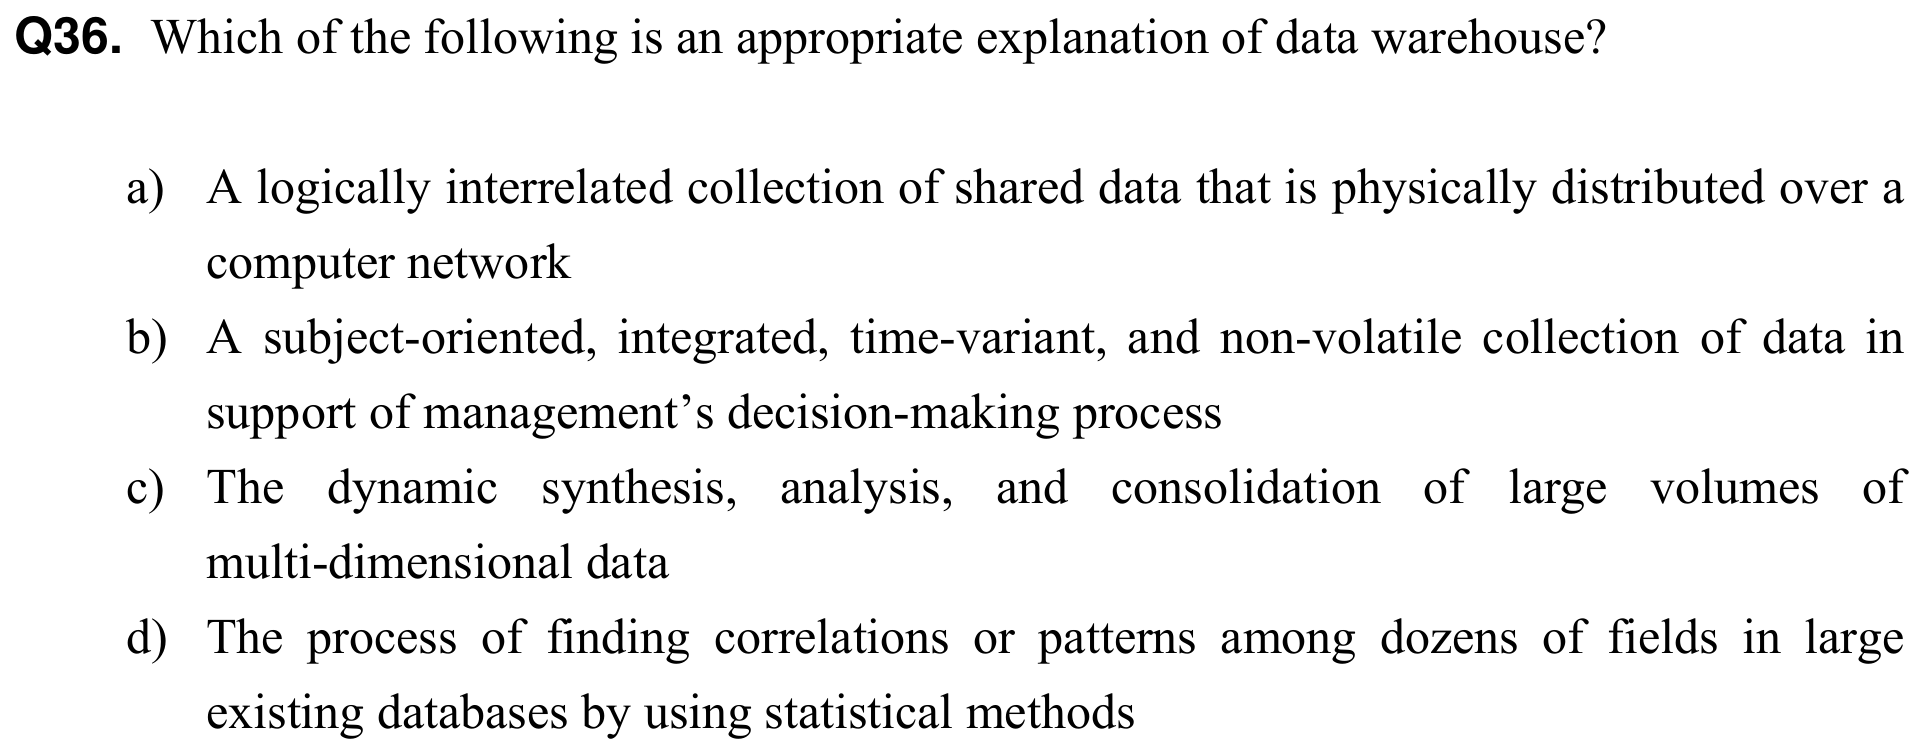 Q36. Which of the following is an appropriate explanation of data warehouse?
a) A logically interrelated collection of shared data that is physically distributed over a
computer network
b) A subject-oriented, integrated, time-variant, and non-volatile collection of data in
support of management’s decision-making process
c) The dynamic synthesis, analysis, and consolidation of large volumes of
multi-dimensional data
d) The process of finding correlations or patterns among dozens of fields in large
existing databases by using statistical methods